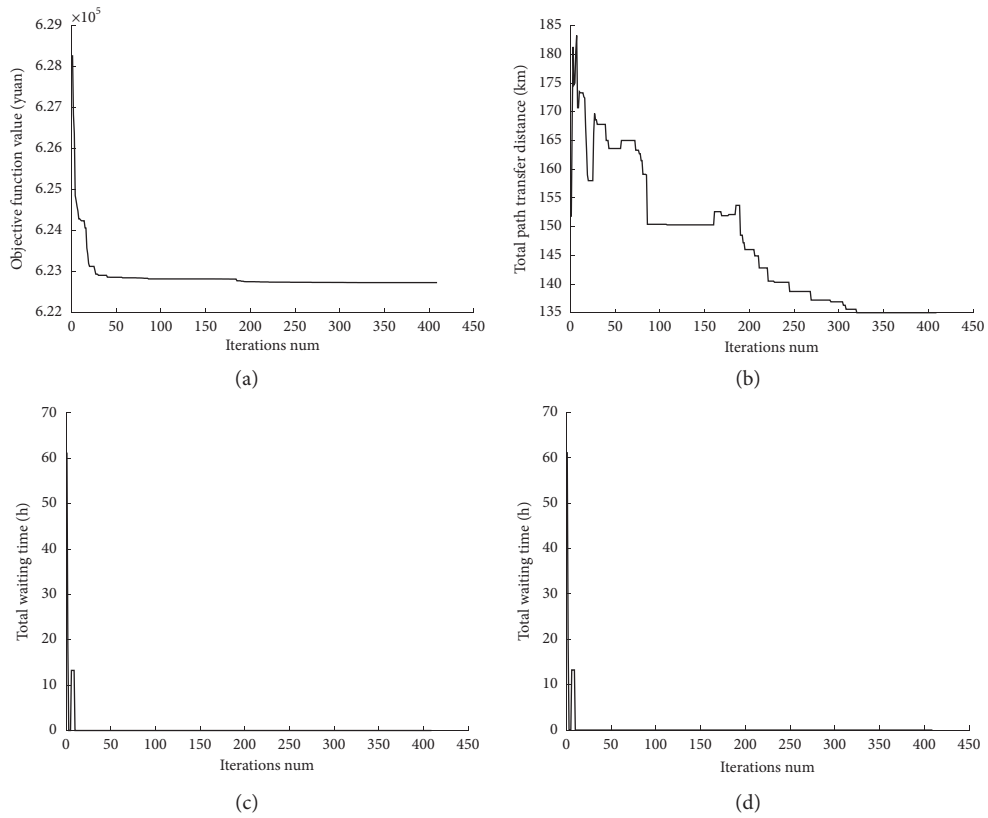 ×10⁵
6.29
6.28
6.27
6.26
6.25
6.24
6.23
6.22
Objective function value (yuan)
0 50 100 150 200 250 300 350 400 450
Iterations num
(a)
185
180
175
170
165
160
155
150
145
140
135
Total path transfer distance (km)
0 50 100 150 200 250 300 350 400 450
Iterations num
(b)
70
60
50
40
30
20
10
0
Total waiting time (h)
0 50 100 150 200 250 300 350 400 450
Iterations num
(c)
70
60
50
40
30
20
10
0
Total waiting time (h)
0 50 100 150 200 250 300 350 400 450
Iterations num
(d)